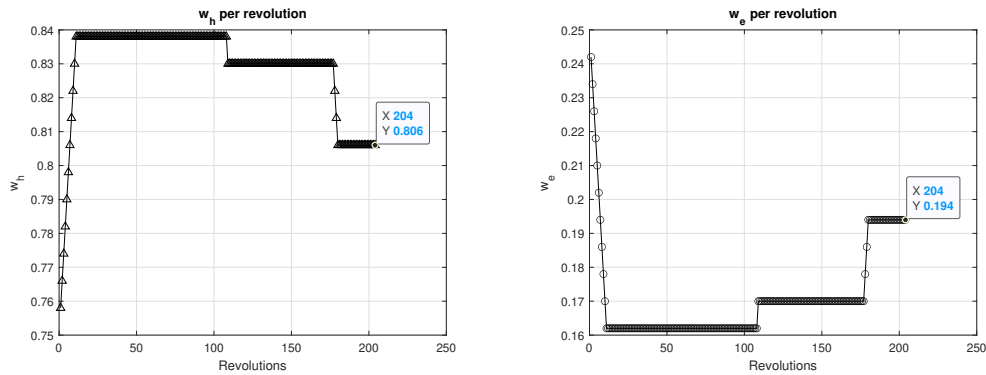 w_h per revolution
0.84
0.83
0.82
0.81
0.8
0.79
0.78
0.77
0.76
0.75
w_h
X 204
Y 0.806
0 50 100 150 200 250
Revolutions
w_e per revolution
0.25
0.24
0.23
0.22
0.21
0.2
0.19
0.18
0.17
0.16
w_e
X 204
Y 0.194
0 50 100 150 200 250
Revolutions